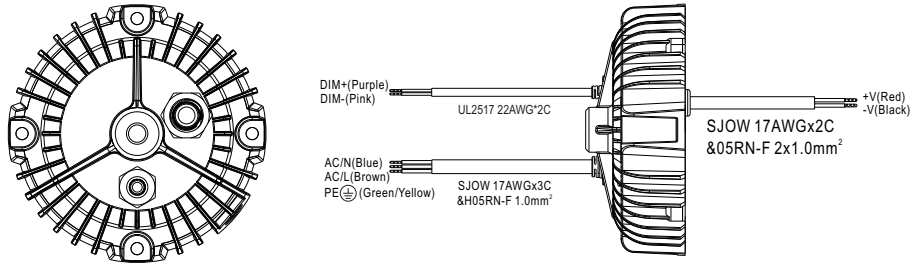 DIM+(Purple)
DIM-(Pink)
UL2517 22AWG*2C
AC/N(Blue)
AC/L(Brown)
PE⏚(Green/Yellow)
SJOW 17AWGx3C
&H05RN-F 1.0mm²
+V(Red)
-V(Black)
SJOW 17AWGx2C
&05RN-F 2x1.0mm²